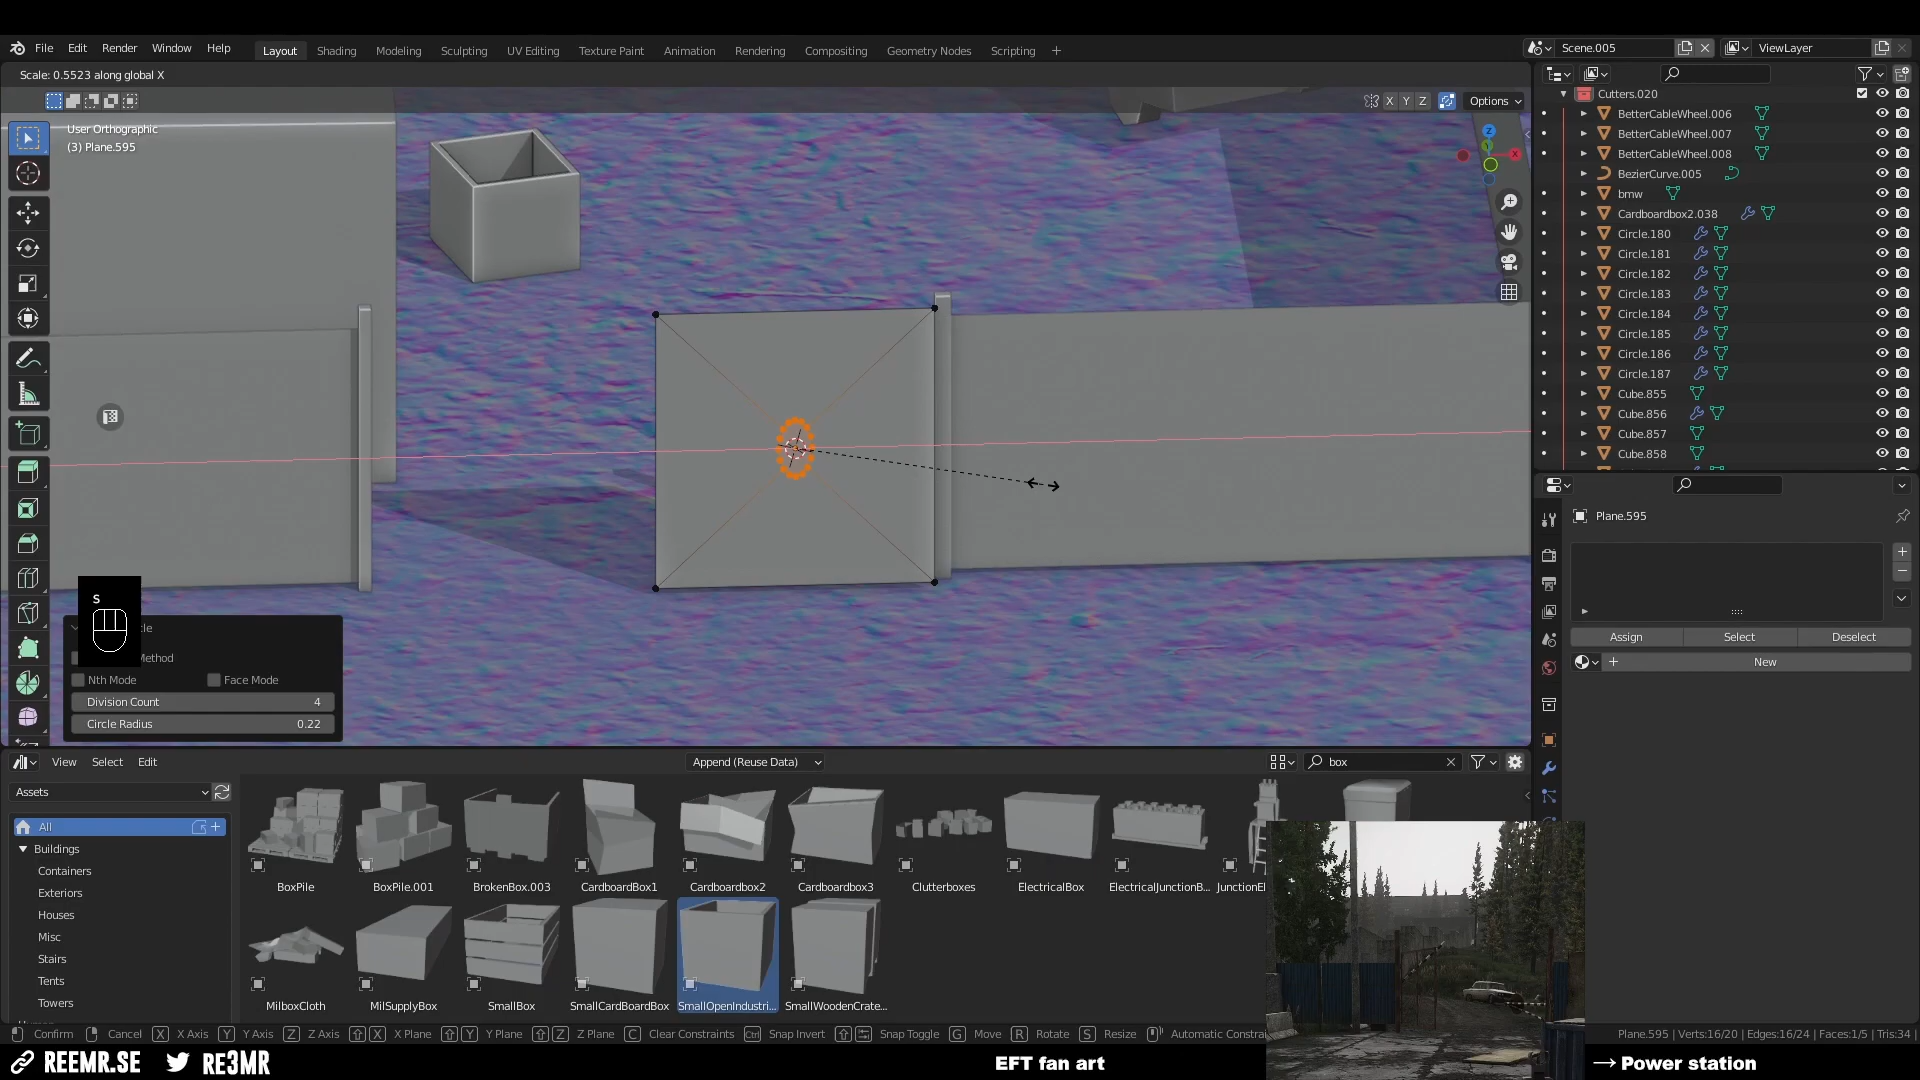 File Edit Render Window Help Layout Shading Modeling Sculpting UV Editing Texture Paint Animation Rendering Compositing Geometry Nodes Scripting + Scene.005 ViewLayer
Scale: 0.5523 along global X
X Y Z Options
User Orthographic
(3) Plane.595
Z
X
Cutters.020
BetterCableWheel.006
BetterCableWheel.007
BetterCableWheel.008
BezierCurve.005
bmw
Cardboardbox2.038
Circle.180
Circle.181
Circle.182
Circle.183
Circle.184
Circle.185
Circle.186
Circle.187
Cube.855
Cube.856
Cube.857
Cube.858
Plane.595
Assign Select Deselect
New
s
cle
Method
Nth Mode Face Mode
Division Count 4
Circle Radius 0.22
View Select Edit Append (Reuse Data) box
Assets
All
Buildings
Containers
Exteriors
Houses
Misc
Stairs
Tents
Towers
BoxPile BoxPile.001 BrokenBox.003 CardboardBox1 Cardboardbox2 Cardboardbox3 Clutterboxes ElectricalBox ElectricalJunctionB... JunctionEl
MilboxCloth MilSupplyBox SmallBox SmallCardBoardBox SmallOpenIndustri... SmallWoodenCrate...
Confirm Cancel X X Axis Y Y Axis Z Z Axis X X Plane Y Y Plane Z Z Plane C Clear Constraints Ctrl Snap Invert Snap Toggle G Move R Rotate S Resize Automatic Constra
Plane.595 | Verts:16/20 | Edges:16/24 | Faces:1/5 | Tris:34 |
REEMR.SE RE3MR EFT fan art → Power station